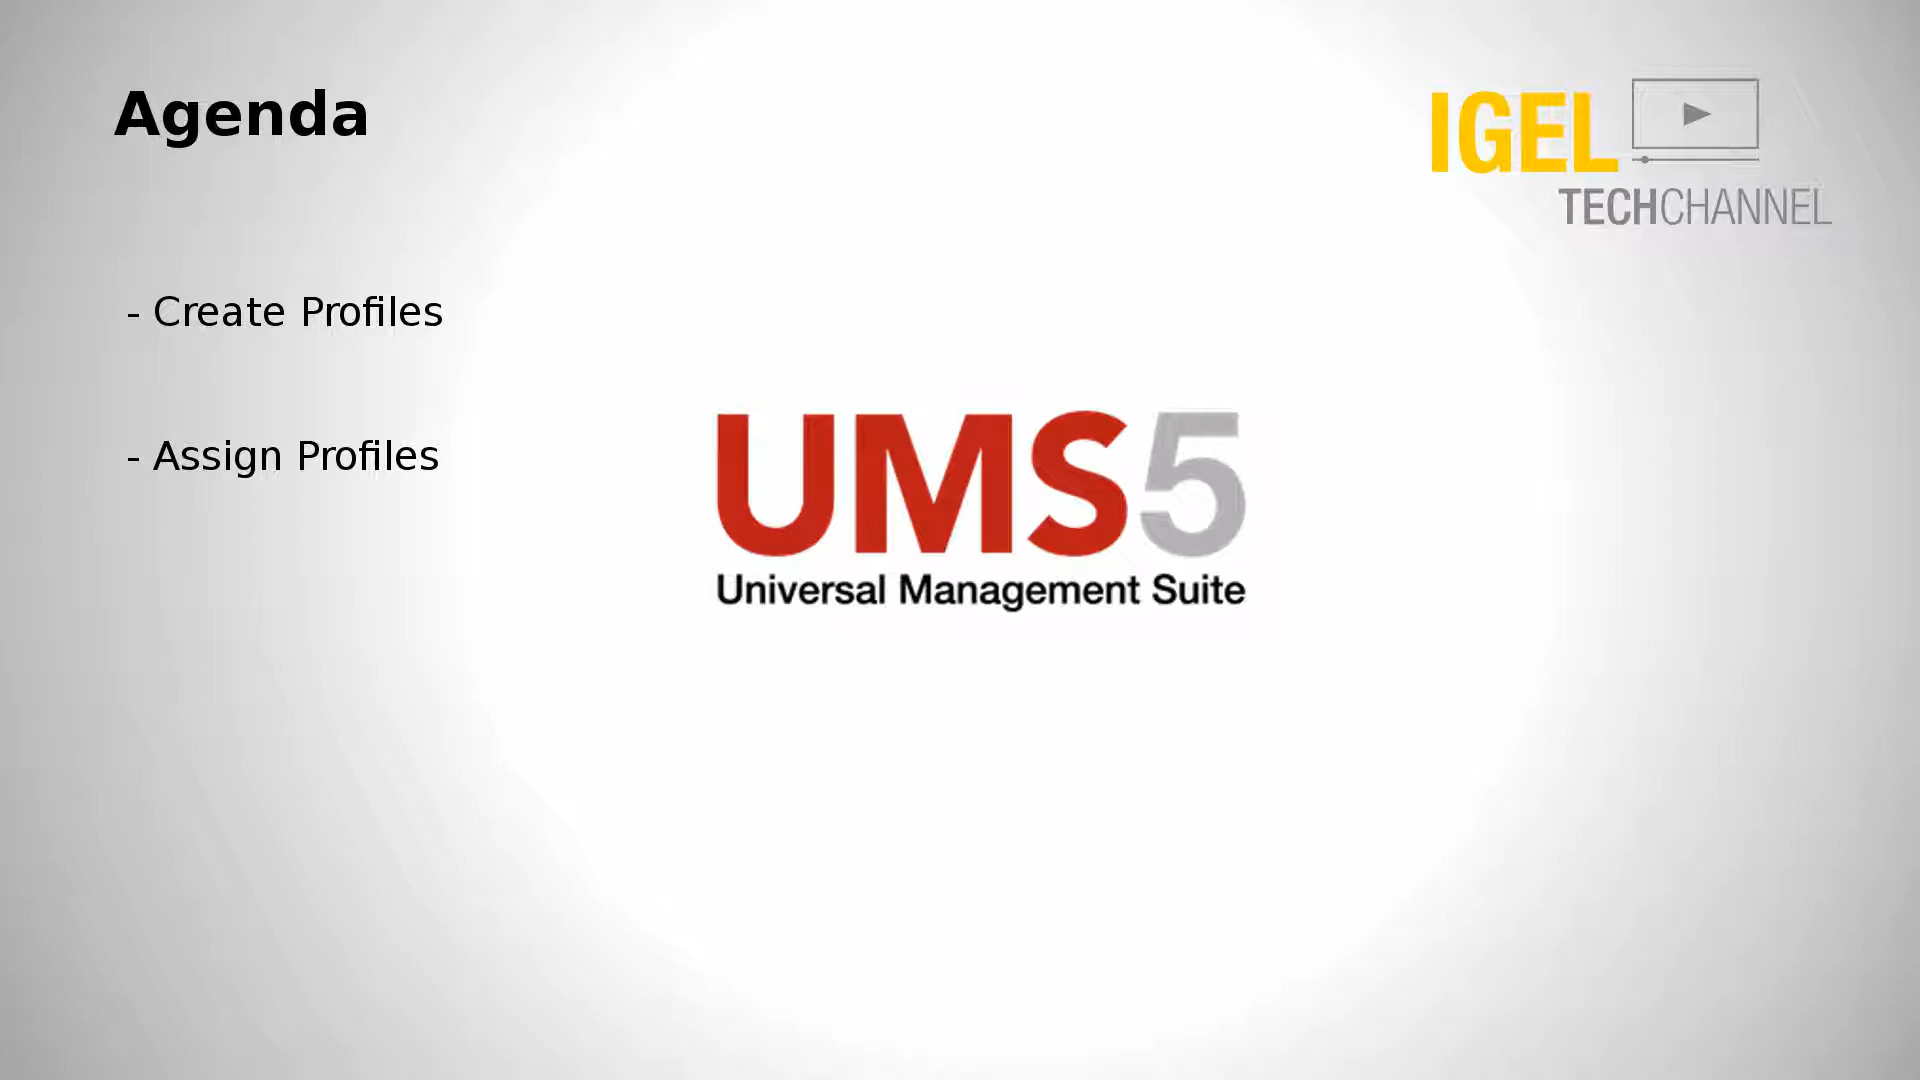 Agenda
IGEL
TECHCHANNEL
- Create Profiles
- Assign Profiles
UMS5
Universal Management Suite